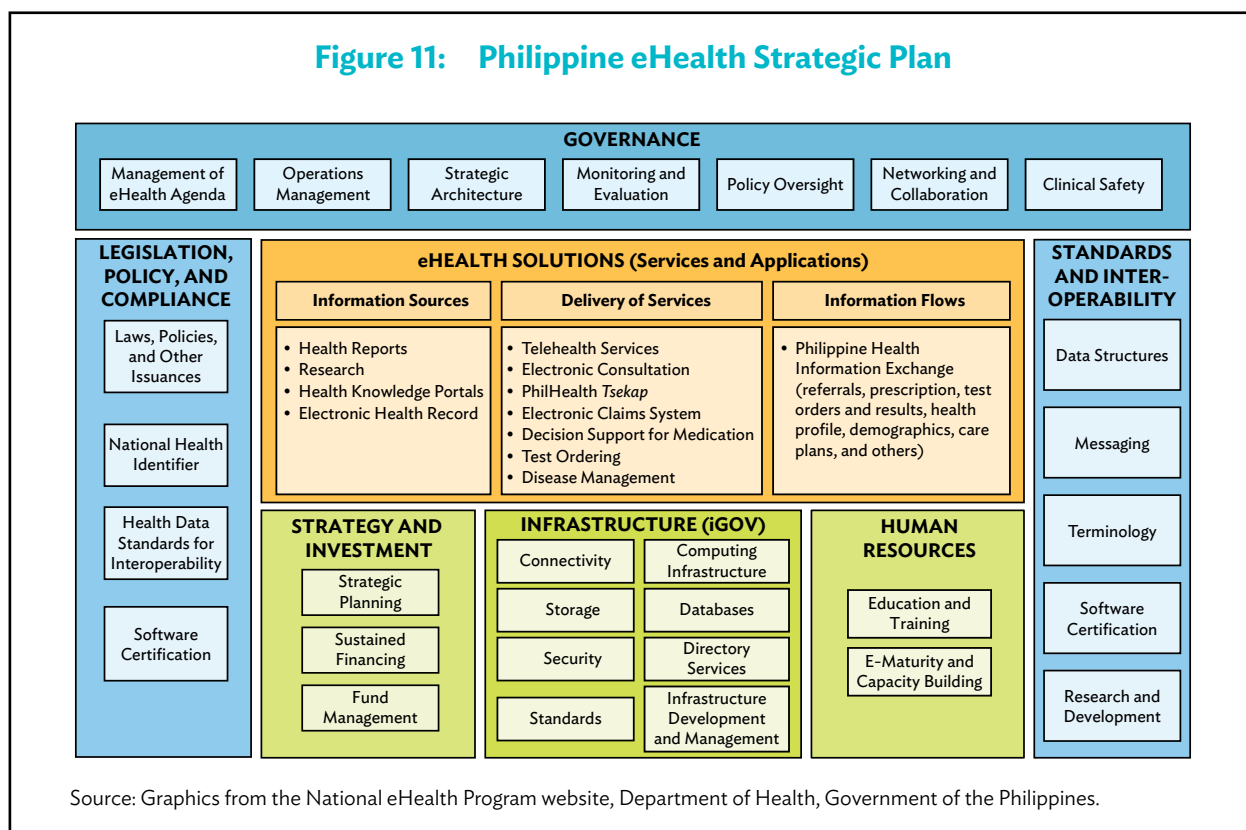 Figure 11: Philippine eHealth Strategic Plan
GOVERNANCE
Management of
eHealth Agenda
Operations
Management
Strategic
Architecture
Monitoring and
Evaluation
Policy Oversight
Networking and
Collaboration
Clinical Safety
LEGISLATION,
POLICY, AND
COMPLIANCE
Laws, Policies,
and Other
Issuances
National Health
Identifier
Health Data
Standards for
Interoperability
Software
Certification
eHEALTH SOLUTIONS (Services and Applications)
Information Sources
• Health Reports
• Research
• Health Knowledge Portals
• Electronic Health Record
Delivery of Services
• Telehealth Services
• Electronic Consultation
• PhilHealth Tsekap
• Electronic Claims System
• Decision Support for Medication
• Test Ordering
• Disease Management
Information Flows
• Philippine Health
Information Exchange
(referrals, prescription, test
orders and results, health
profile, demographics, care
plans, and others)
STRATEGY AND
INVESTMENT
Strategic
Planning
Sustained
Financing
Fund
Management
INFRASTRUCTURE (iGOV)
Connectivity
Computing
Infrastructure
Storage
Databases
Security
Directory
Services
Standards
Infrastructure
Development
and Management
HUMAN
RESOURCES
Education and
Training
E-Maturity and
Capacity Building
STANDARDS
AND INTER-
OPERABILITY
Data Structures
Messaging
Terminology
Software
Certification
Research and
Development
Source: Graphics from the National eHealth Program website, Department of Health, Government of the Philippines.